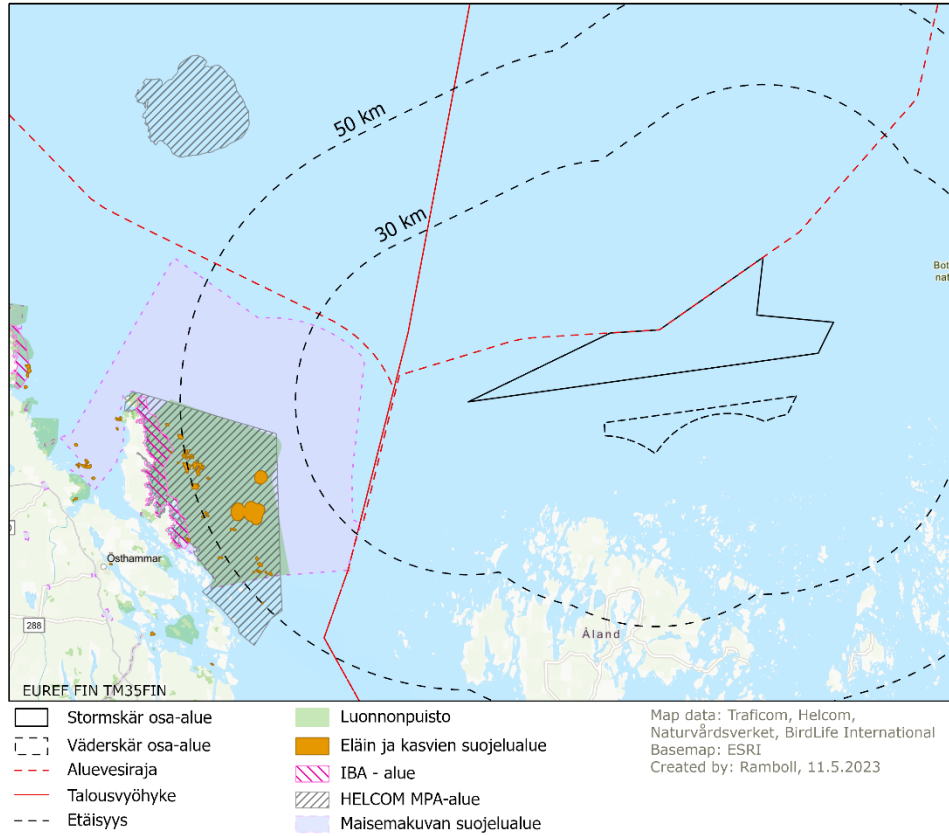 50 km
30 km
Bot
nat
Östhammar
288
Åland
EUREF FIN TM35FIN
Stormskär osa-alue
Väderskär osa-alue
Aluevesiraja
Talousvyöhyke
Etäisyys
Luonnonpuisto
Eläin ja kasvien suojelualue
IBA - alue
HELCOM MPA-alue
Maisemakuvan suojelualue
Map data: Traficom, Helcom,
Naturvårdsverket, BirdLife International
Basemap: ESRI
Created by: Ramboll, 11.5.2023